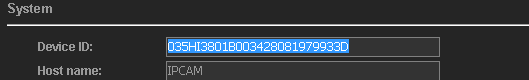 System
Device ID: 035HI3801B003428081979933D
Host name: IPCAM